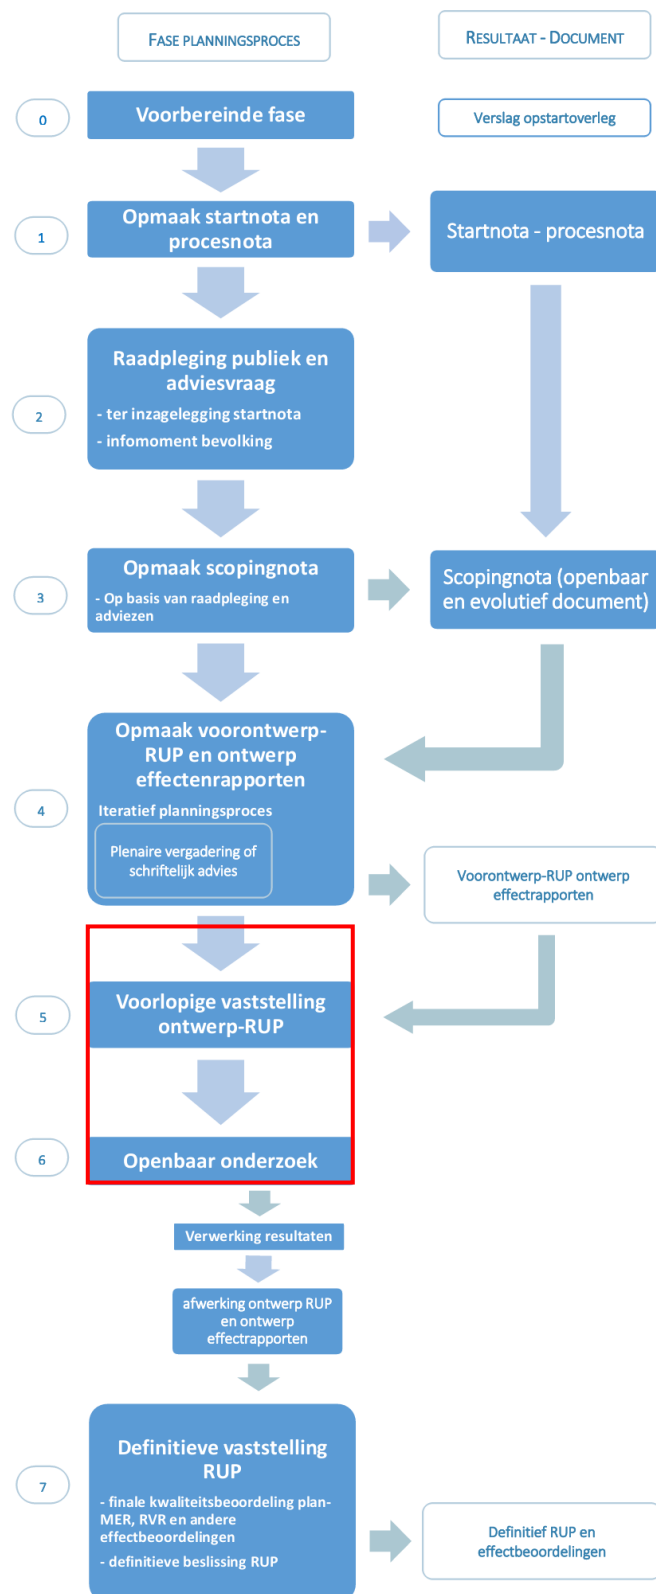 FASE PLANNINGSPROCES
RESULTAAT - DOCUMENT
0
Voorbereinde fase
Verslag opstartoverleg
1
Opmaak startnota en
procesnota
Startnota - procesnota
2
Raadpleging publiek en
adviesvraag
- ter inzagelegging startnota
- infomoment bevolking
3
Opmaak scopingnota
- Op basis van raadpleging en
adviezen
Scopingnota (openbaar
en evolutief document)
4
Opmaak voorontwerp-
RUP en ontwerp
effectenrapporten
Iteratief planningsproces
Plenaire vergadering of
schriftelijk advies
Voorontwerp-RUP ontwerp
effectrapporten
5
Voorlopige vaststelling
ontwerp-RUP
6
Openbaar onderzoek
Verwerking resultaten
afwerking ontwerp RUP
en ontwerp
effectrapporten
7
Definitieve vaststelling
RUP
- finale kwaliteitsbeoordeling plan-
MER, RVR en andere
effectbeoordelingen
- definitieve beslissing RUP
Definitief RUP en
effectbeoordelingen